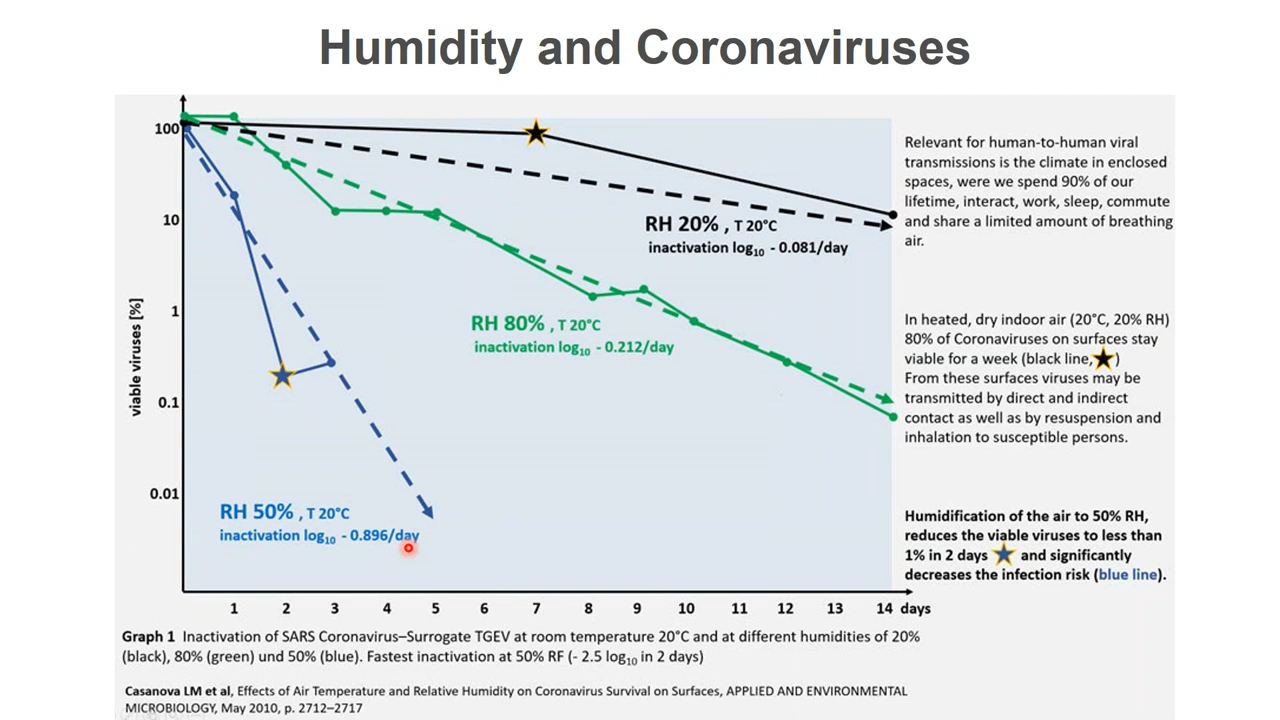 Humidity and Coronaviruses
viable viruses [%]
100
10
1
0.1
0.01
RH 20% , T 20°C
inactivation log10 - 0.081/day
RH 80% , T 20°C
inactivation log10 - 0.212/day
RH 50% , T 20°C
inactivation log10 - 0.896/day
1 2 3 4 5 6 7 8 9 10 11 12 13 14 days
Relevant for human-to-human viral
transmissions is the climate in enclosed
spaces, were we spend 90% of our
lifetime, interact, work, sleep, commute
and share a limited amount of breathing
air.
In heated, dry indoor air (20°C, 20% RH)
80% of Coronaviruses on surfaces stay
viable for a week (black line, )
From these surfaces viruses may be
transmitted by direct and indirect
contact as well as by resuspension and
inhalation to susceptible persons.
Humidification of the air to 50% RH,
reduces the viable viruses to less than
1% in 2 days and significantly
decreases the infection risk (blue line).
Graph 1 Inactivation of SARS Coronavirus–Surrogate TGEV at room temperature 20°C and at different humidities of 20%
(black), 80% (green) und 50% (blue). Fastest inactivation at 50% RF (- 2.5 log10 in 2 days)
Casanova LM et al, Effects of Air Temperature and Relative Humidity on Coronavirus Survival on Surfaces, APPLIED AND ENVIRONMENTAL
MICROBIOLOGY, May 2010, p. 2712–2717